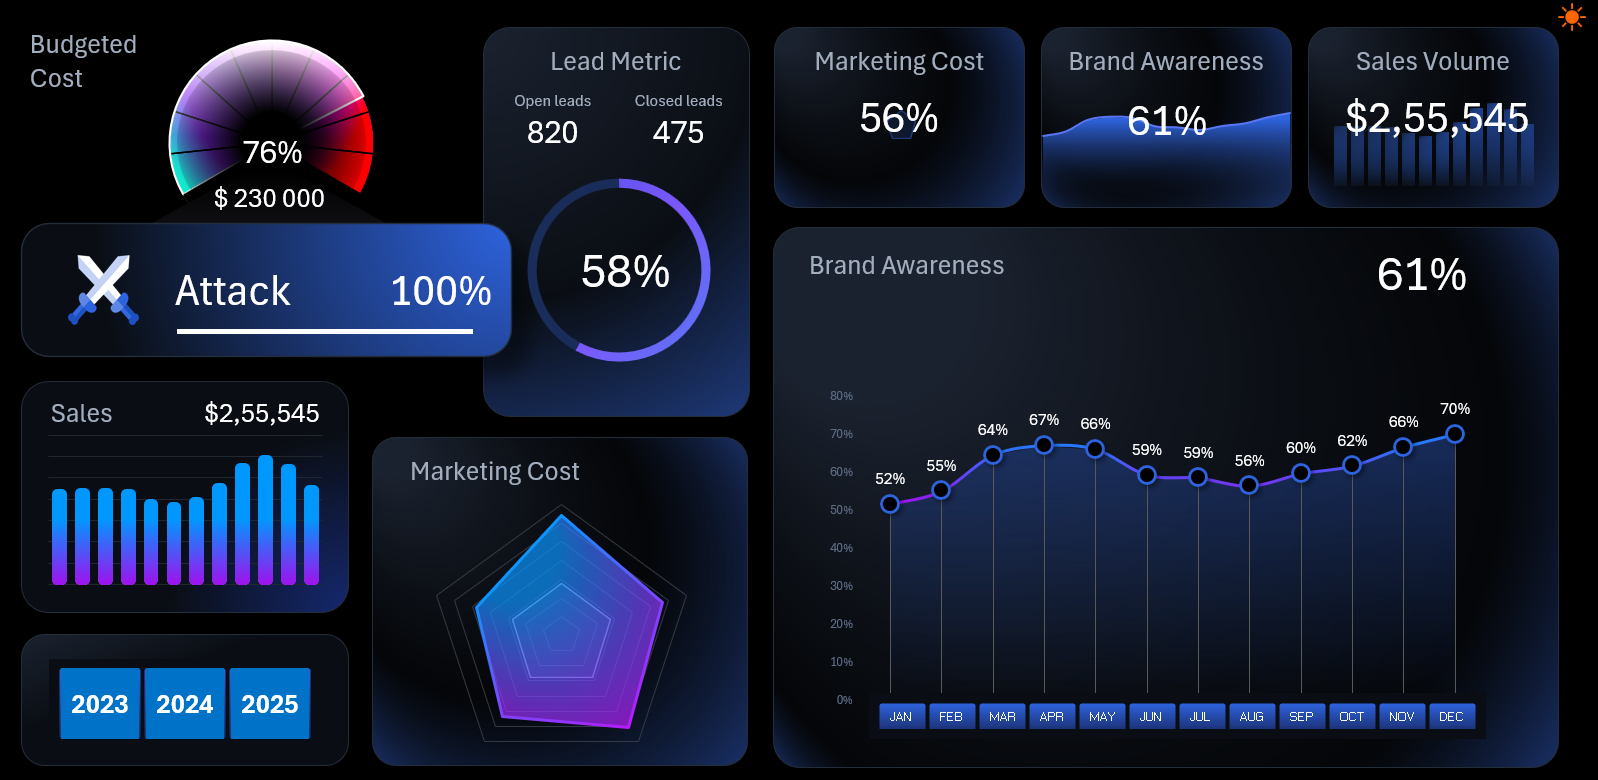 Budgeted
Cost
76%
$ 230 000
Attack
100%
Lead Metric
Open leads
Closed leads
820
475
58%
Marketing Cost
56%
Brand Awareness
61%
Sales Volume
$2,55,545
Sales
$2,55,545
2023
2024
2025
Marketing Cost
Brand Awareness
61%
80%
70%
60%
50%
40%
30%
20%
10%
0%
52%
55%
64%
67%
66%
59%
59%
56%
60%
62%
66%
70%
JAN
FEB
MAR
APR
MAY
JUN
JUL
AUG
SEP
OCT
NOV
DEC